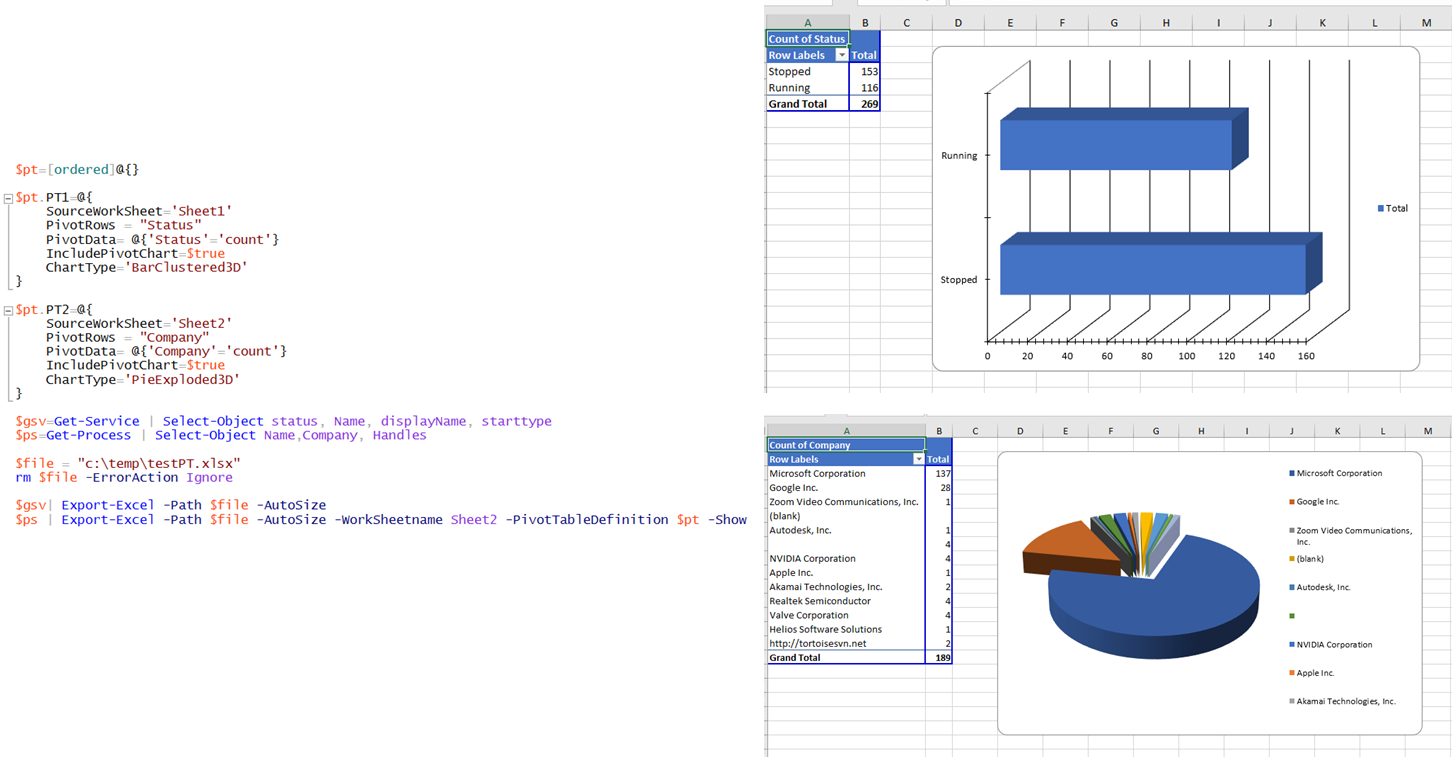 $pt=[ordered]@{}
$pt.PT1=@{
SourceWorkSheet='Sheet1'
PivotRows = "Status"
PivotData= @{'Status'='count'}
IncludePivotChart=$true
ChartType='BarClustered3D'
}
$pt.PT2=@{
SourceWorkSheet='Sheet2'
PivotRows = "Company"
PivotData= @{'Company'='count'}
IncludePivotChart=$true
ChartType='PieExploded3D'
}
$gsv=Get-Service | Select-Object status, Name, displayName, starttype
$ps=Get-Process | Select-Object Name,Company, Handles
$file = "c:\temp\testPT.xlsx"
rm $file -ErrorAction Ignore
$gsv| Export-Excel -Path $file -AutoSize
$ps | Export-Excel -Path $file -AutoSize -WorkSheetname Sheet2 -PivotTableDefinition $pt -Show
A B C D E F G H I J K L M
Count of Status
Row Labels Total
Stopped 153
Running 116
Grand Total 269
Running
Stopped
0 20 40 60 80 100 120 140 160
Total
A B C D E F G H I J K L M
Count of Company
Row Labels Total
Microsoft Corporation 137
Google Inc. 28
Zoom Video Communications, Inc. 1
(blank)
Autodesk, Inc. 1
4
NVIDIA Corporation 4
Apple Inc. 1
Akamai Technologies, Inc. 2
Realtek Semiconductor 4
Valve Corporation 4
Helios Software Solutions 1
http://tortoisesvn.net 2
Grand Total 189
Microsoft Corporation
Google Inc.
Zoom Video Communications,
Inc.
(blank)
Autodesk, Inc.
NVIDIA Corporation
Apple Inc.
Akamai Technologies, Inc.